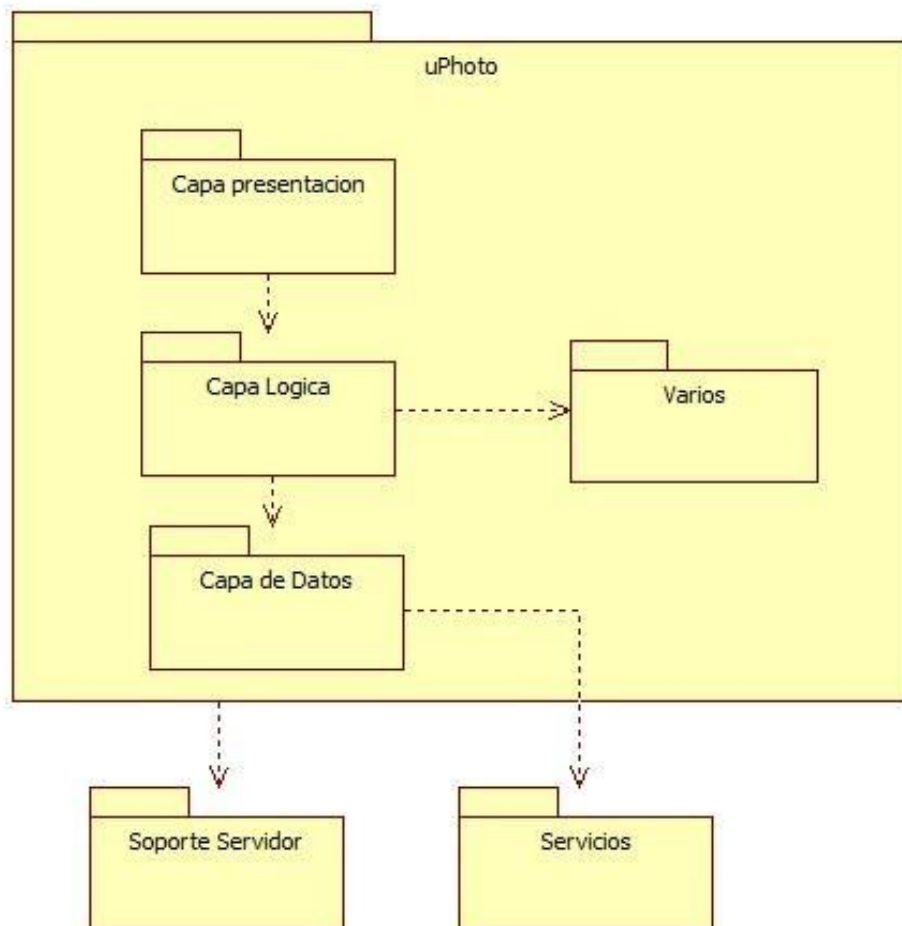 uPhoto
Capa presentacion
Capa Logica
Varios
Capa de Datos
Soporte Servidor
Servicios